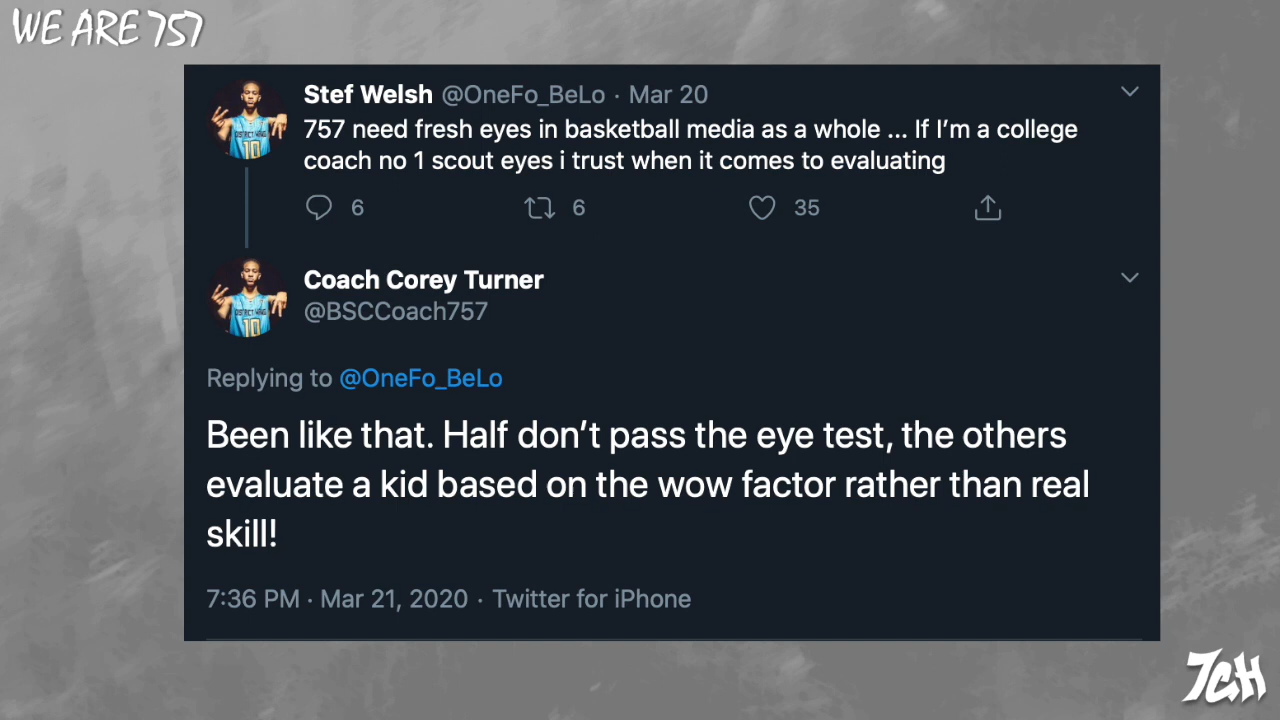 WE ARE 757
Stef Welsh @OneFo_BeLo · Mar 20
757 need fresh eyes in basketball media as a whole ... If I’m a college
coach no 1 scout eyes i trust when it comes to evaluating
6 6 35
Coach Corey Turner
@BSCCoach757
Replying to @OneFo_BeLo
Been like that. Half don’t pass the eye test, the others
evaluate a kid based on the wow factor rather than real
skill!
7:36 PM · Mar 21, 2020 · Twitter for iPhone
10
10